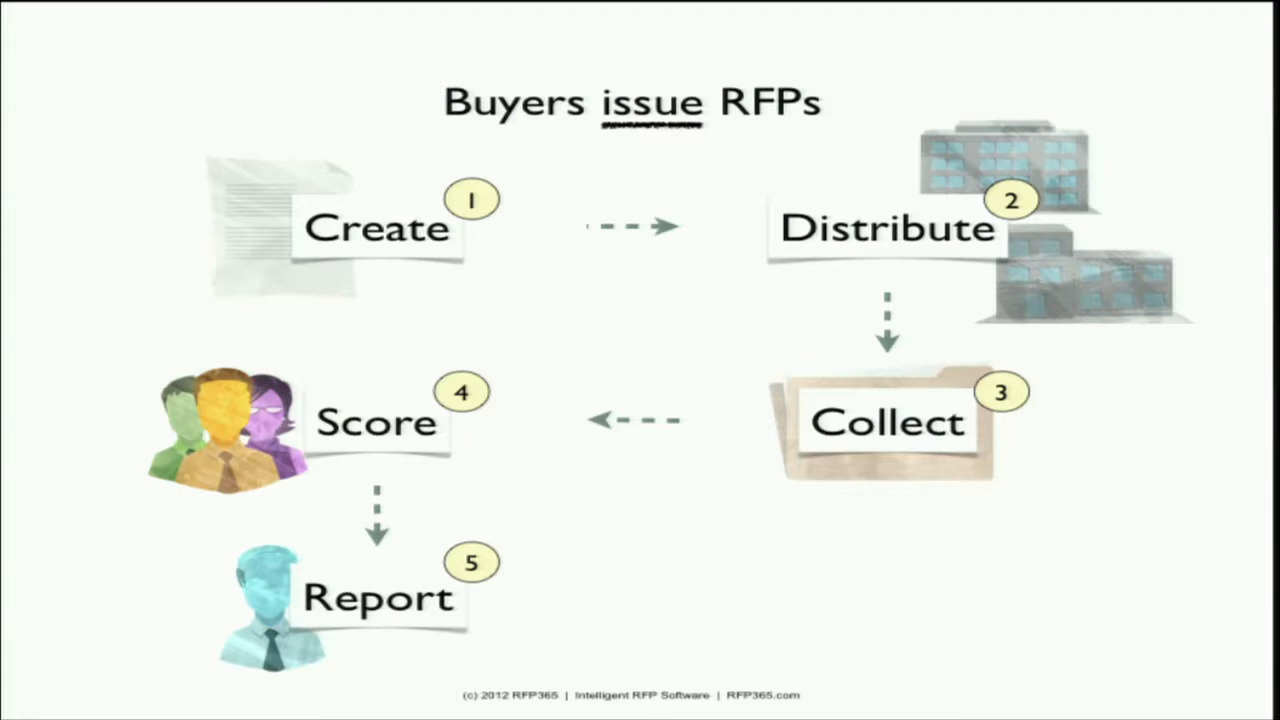 Buyers issue RFPs
1
Create
2
Distribute
3
Collect
4
Score
5
Report
(c) 2012 RFP365 | Intelligent RFP Software | RFP365.com